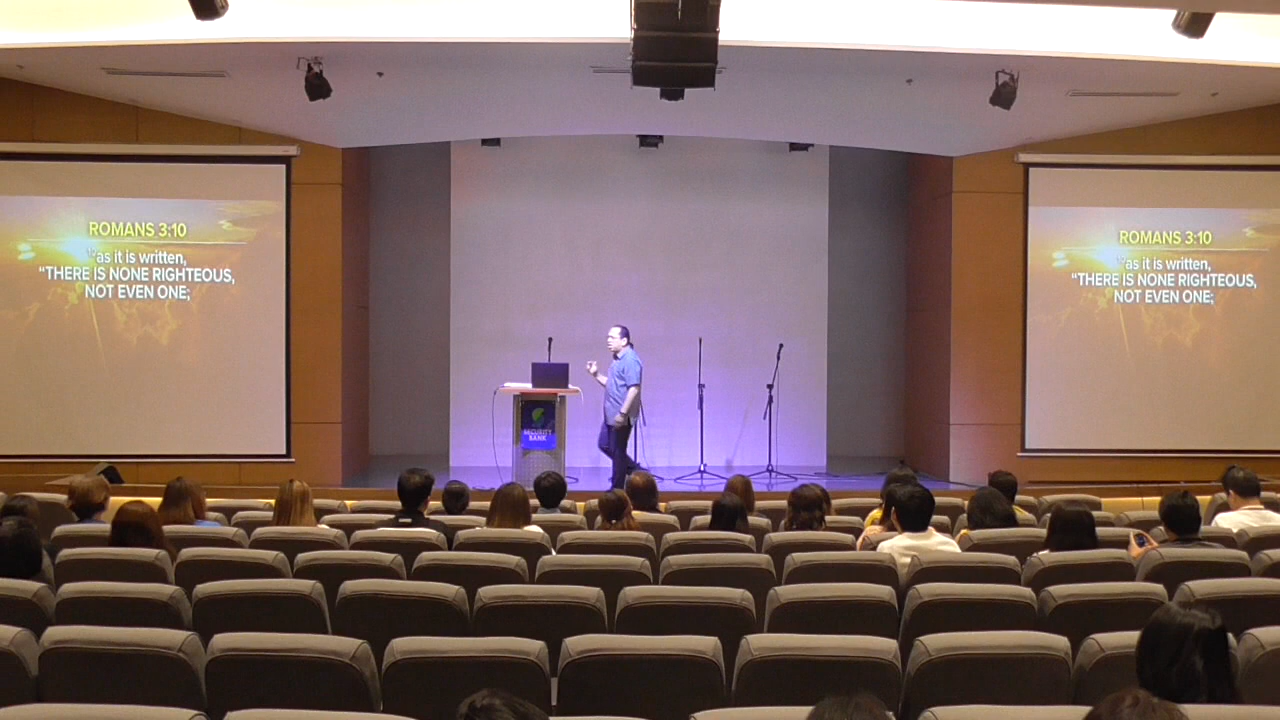 ROMANS 3:10
"as it is written,
“THERE IS NONE RIGHTEOUS,
NOT EVEN ONE;
SECURITY
BANK
ROMANS 3:10
"as it is written,
“THERE IS NONE RIGHTEOUS,
NOT EVEN ONE;